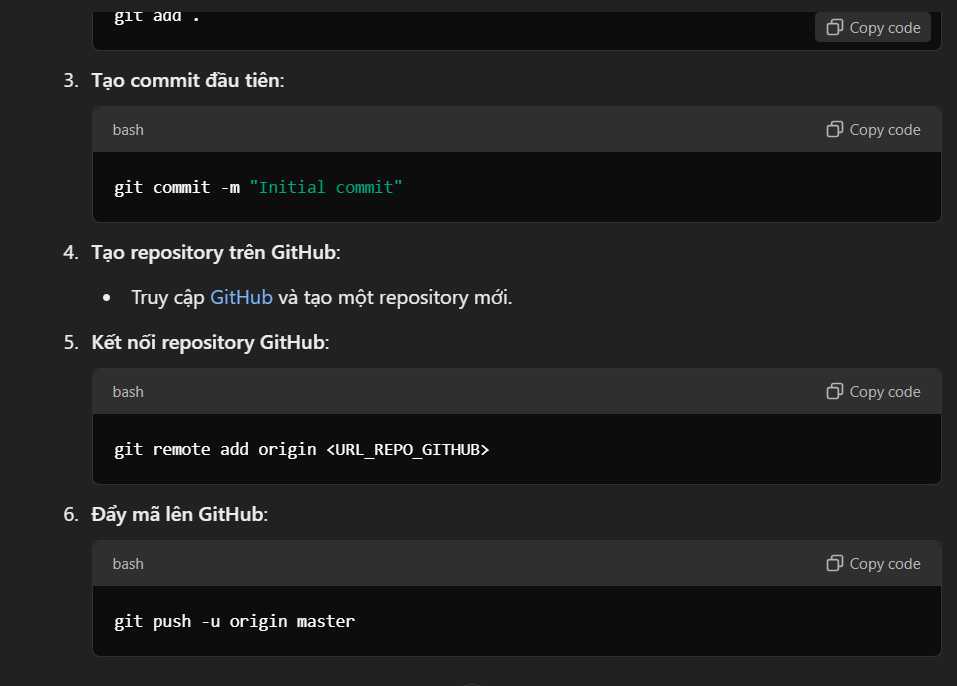 git add .
Copy code
3. Tạo commit đầu tiên:
bash
Copy code
git commit -m "Initial commit"
4. Tạo repository trên GitHub:
• Truy cập GitHub và tạo một repository mới.
5. Kết nối repository GitHub:
bash
Copy code
git remote add origin <URL_REPO_GITHUB>
6. Đẩy mã lên GitHub:
bash
Copy code
git push -u origin master